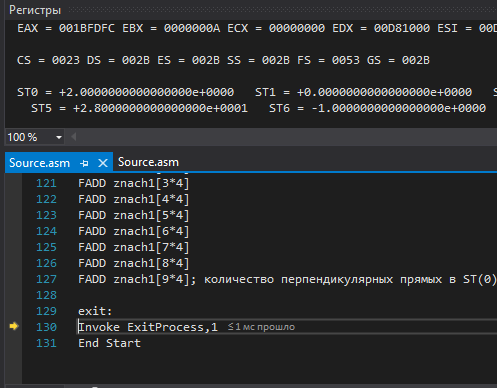 Регистры
EAX = 001BFDFC EBX = 0000000A ECX = 00000000 EDX = 00D81000 ESI = 00D
CS = 0023 DS = 002B ES = 002B SS = 002B FS = 0053 GS = 002B
ST0 = +2.0000000000000000e+0000 ST1 = +0.0000000000000000e+0000
ST5 = +2.8000000000000000e+0001 ST6 = -1.0000000000000000e+0000
100 %
Source.asm Source.asm
121 FADD znach1[3*4]
122 FADD znach1[4*4]
123 FADD znach1[5*4]
124 FADD znach1[6*4]
125 FADD znach1[7*4]
126 FADD znach1[8*4]
127 FADD znach1[9*4]; количество перпендикулярных прямых в ST(0)
128
129 exit:
130 Invoke ExitProcess,1 ≤ 1 мс прошло
131 End Start